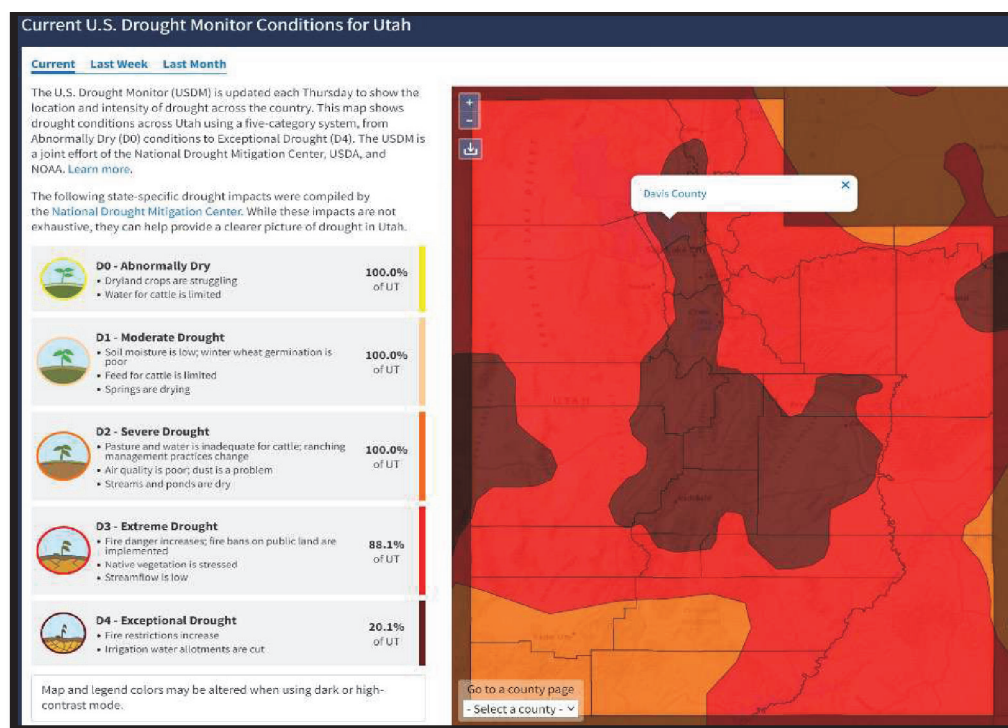 Current U.S. Drought Monitor Conditions for Utah
Current Last Week Last Month
The U.S. Drought Monitor (USDM) is updated each Thursday to show the
location and intensity of drought across the country. This map shows
drought conditions across Utah using a five-category system, from
Abnormally Dry (D0) conditions to Exceptional Drought (D4). The USDM is
a joint effort of the National Drought Mitigation Center, USDA, and
NOAA. Learn more.
The following state-specific drought impacts were compiled by
the National Drought Mitigation Center. While these impacts are not
exhaustive, they can help provide a clearer picture of drought in Utah.
D0 - Abnormally Dry
• Dryland crops are struggling
• Water for cattle is limited
100.0%
of UT
D1 - Moderate Drought
• Soil moisture is low; winter wheat germination is
poor
• Feed for cattle is limited
• Springs are drying
100.0%
of UT
D2 - Severe Drought
• Pasture and water is inadequate for cattle; ranching
management practices change
• Air quality is poor; dust is a problem
• Streams and ponds are dry
100.0%
of UT
D3 - Extreme Drought
• Fire danger increases; fire bans on public land are
implemented
• Native vegetation is stressed
• Streamflow is low
88.1%
of UT
D4 - Exceptional Drought
• Fire restrictions increase
• Irrigation water allotments are cut
20.1%
of UT
Map and legend colors may be altered when using dark or high-
contrast mode.
+
−
Davis County
×
UTAH
Go to a county page
- Select a county -